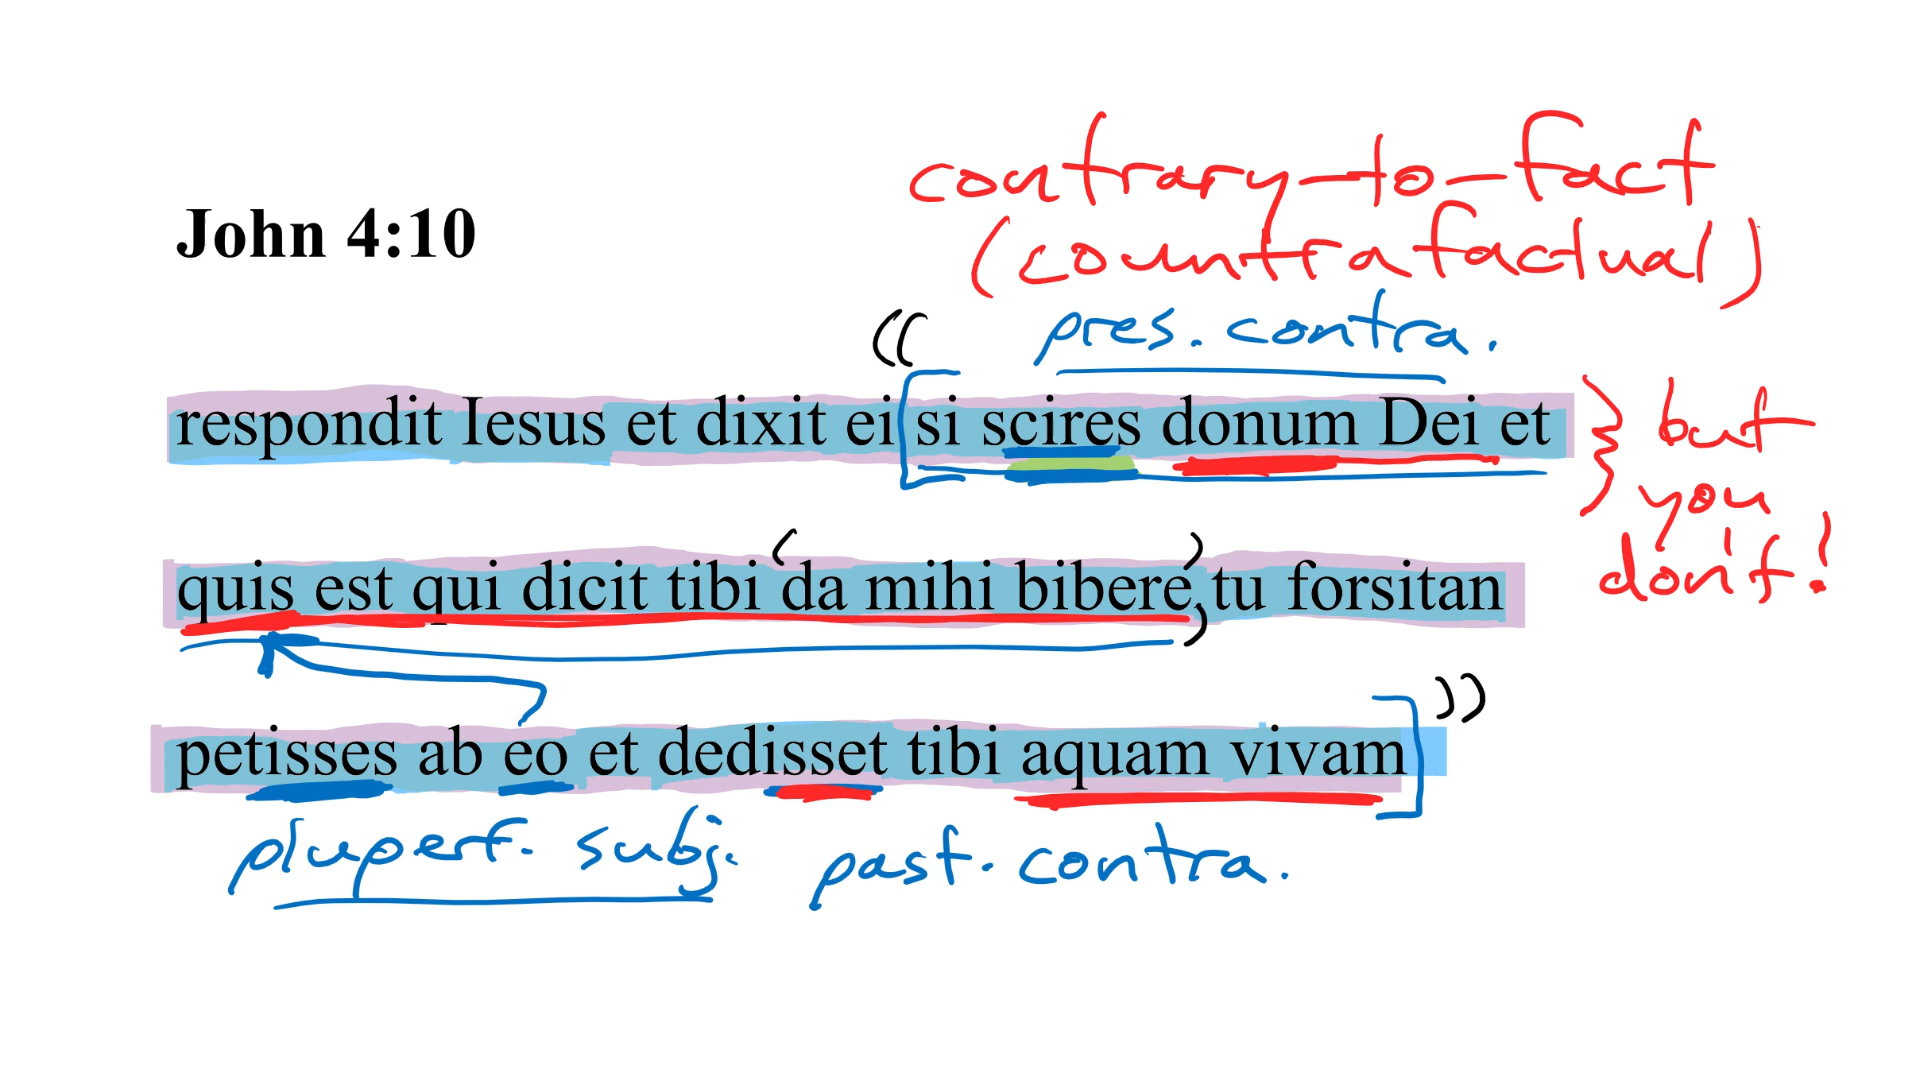 contrary-to-fact
John 4:10
(countrafactual)
pres. contra.
respondit Iesus et dixit ei si scires donum Dei et
but
you
don't!
quis est qui dicit tibi ‘da mihi bibere’, tu forsitan
petisses ab eo et dedisset tibi aquam vivam
pluperf. subj. past. contra.